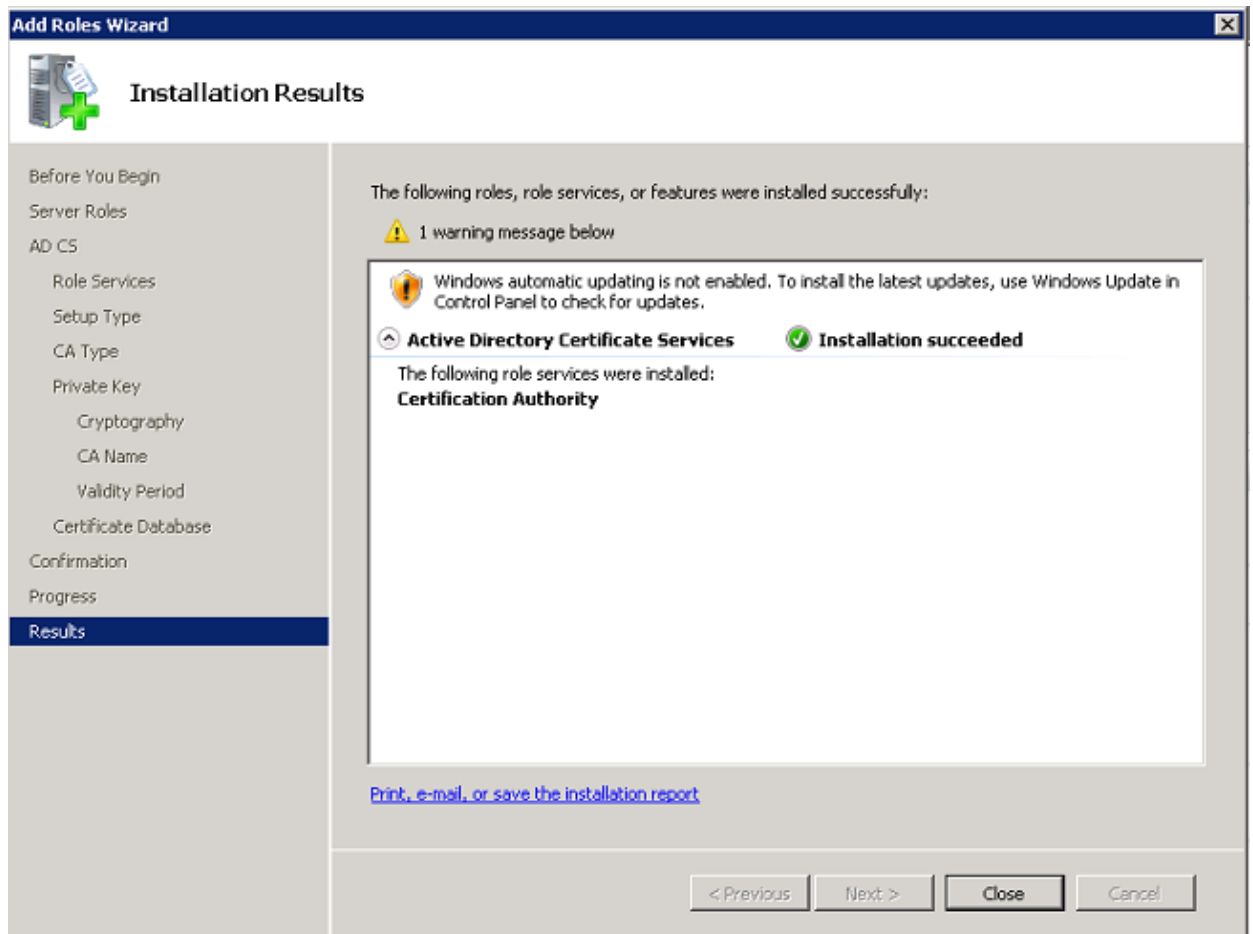 Add Roles Wizard
Installation Results
Before You Begin
Server Roles
AD CS
Role Services
Setup Type
CA Type
Private Key
Cryptography
CA Name
Validity Period
Certificate Database
Confirmation
Progress
Results
The following roles, role services, or features were installed successfully:
1 warning message below
Windows automatic updating is not enabled. To install the latest updates, use Windows Update in
Control Panel to check for updates.
Active Directory Certificate Services Installation succeeded
The following role services were installed:
Certification Authority
Print, e-mail, or save the installation report
< Previous Next > Close Cancel